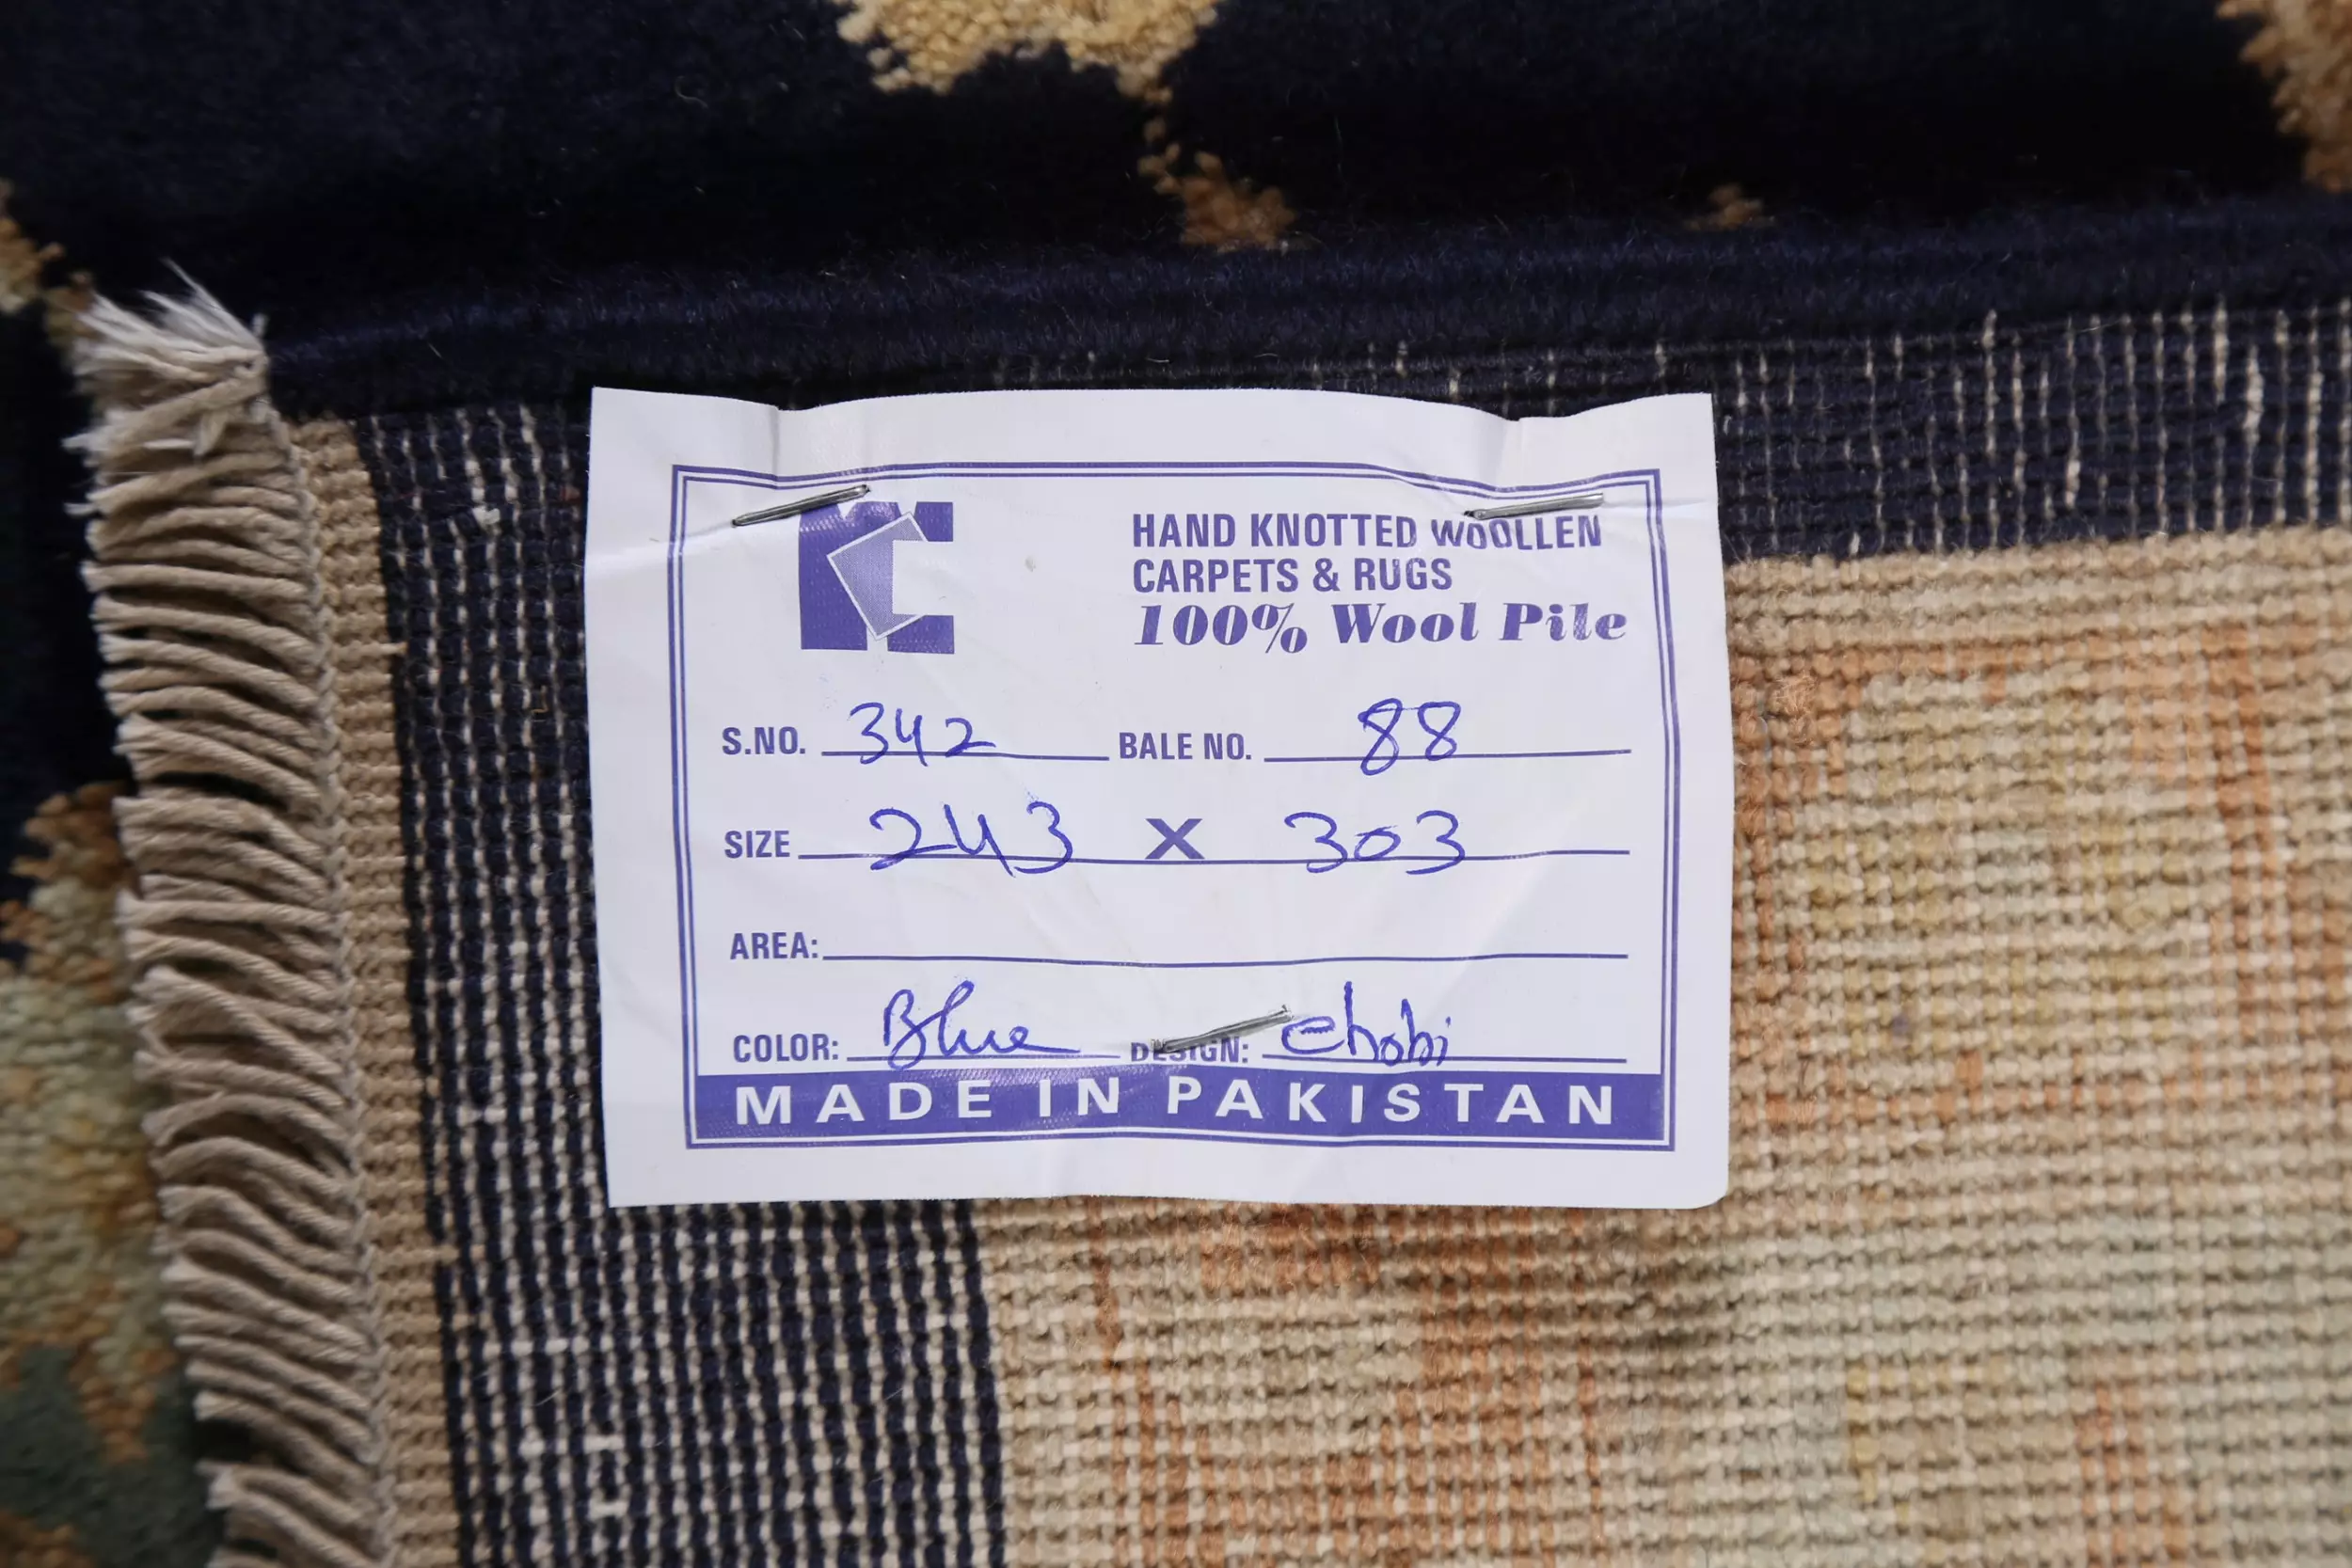 HAND KNOTTED WOOLLEN
CARPETS & RUGS
100% Wool Pile
S.NO. 342 BALE NO. 88
SIZE 243 X 303
AREA:
COLOR: Blue DESIGN: Chobi
MADE IN PAKISTAN